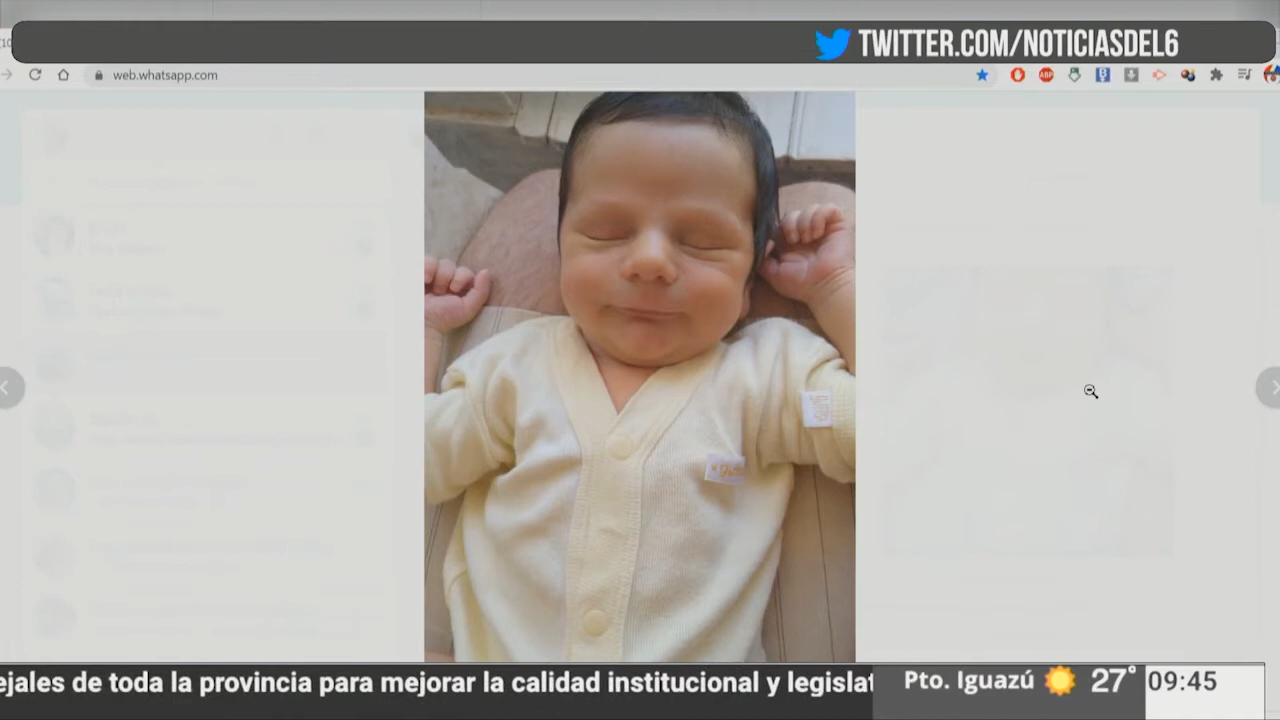 TWITTER.COM/NOTICIASDEL6
web.whatsapp.com
ABP
ejales de toda la provincia para mejorar la calidad institucional y legislat
Pto. Iguazú 27° 09:45